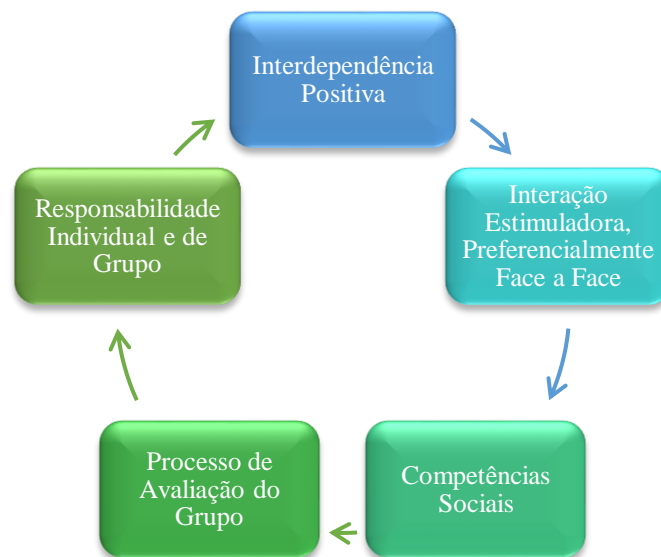 Interdependência
Positiva
Interação
Estimuladora,
Preferencialmente
Face a Face
Competências
Sociais
Processo de
Avaliação do
Grupo
Responsabilidade
Individual e de
Grupo